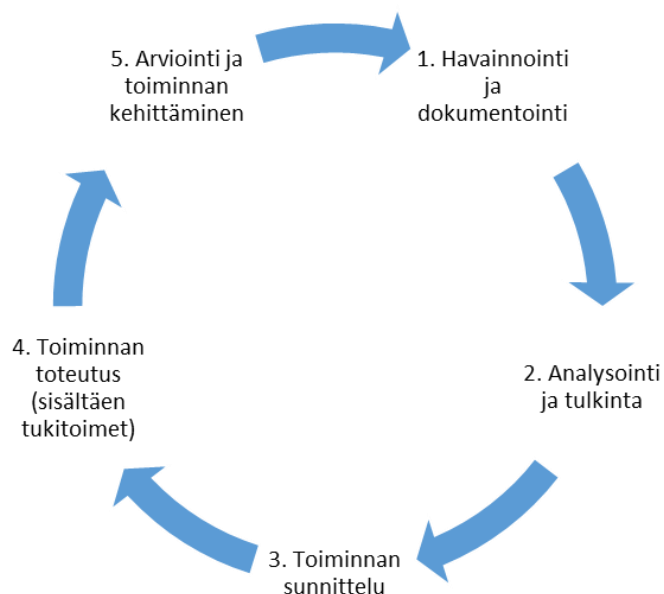 1. Havainnointi
ja
dokumentointi
2. Analysointi
ja tulkinta
3. Toiminnan
sunnittelu
4. Toiminnan
toteutus
(sisältäen
tukitoimet)
5. Arviointi ja
toiminnan
kehittäminen